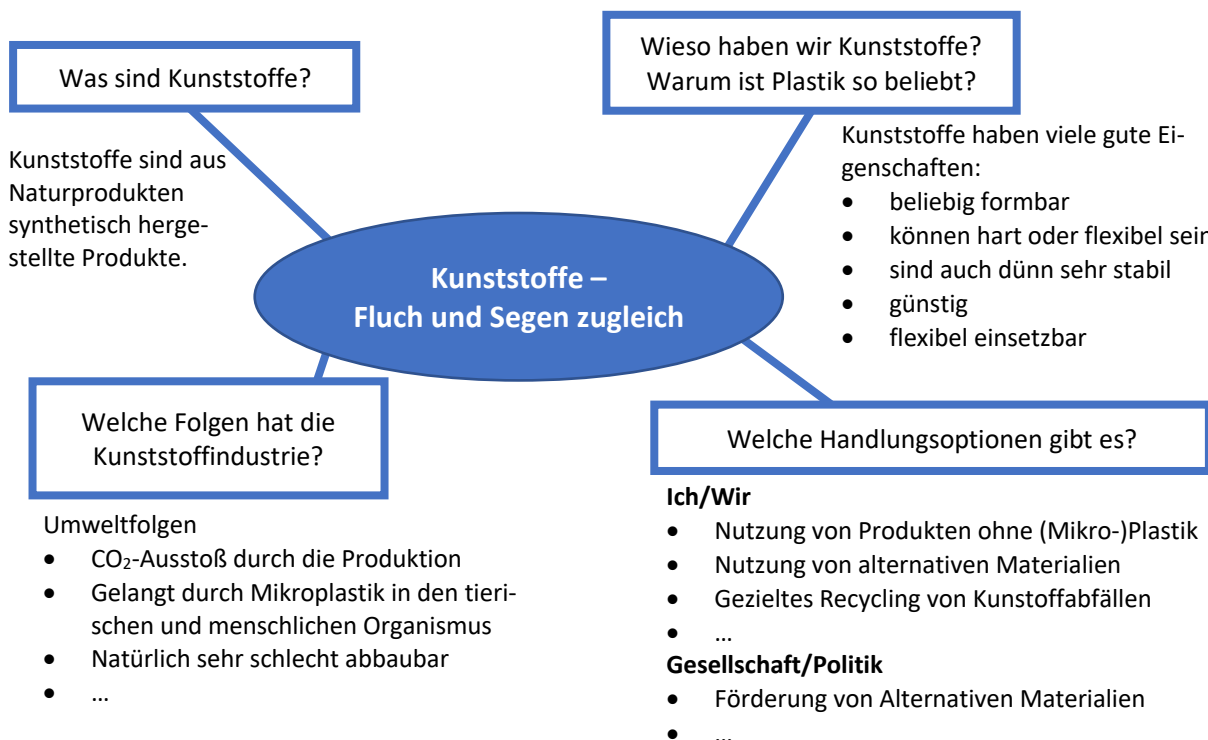 Was sind Kunststoffe?
Kunststoffe sind aus
Naturprodukten
synthetisch herge-
stellte Produkte.
Wieso haben wir Kunststoffe?
Warum ist Plastik so beliebt?
Kunststoffe haben viele gute Ei-
genschaften:
• beliebig formbar
• können hart oder flexibel sein
• sind auch dünn sehr stabil
• günstig
• flexibel einsetzbar
Kunststoffe –
Fluch und Segen zugleich
Welche Folgen hat die
Kunststoffindustrie?
Umweltfolgen
• CO₂-Ausstoß durch die Produktion
• Gelangt durch Mikroplastik in den tieri-
schen und menschlichen Organismus
• Natürlich sehr schlecht abbaubar
• …
Welche Handlungsoptionen gibt es?
Ich/Wir
• Nutzung von Produkten ohne (Mikro-)Plastik
• Nutzung von alternativen Materialien
• Gezieltes Recycling von Kunstoffabfällen
• …
Gesellschaft/Politik
• Förderung von Alternativen Materialien
• …